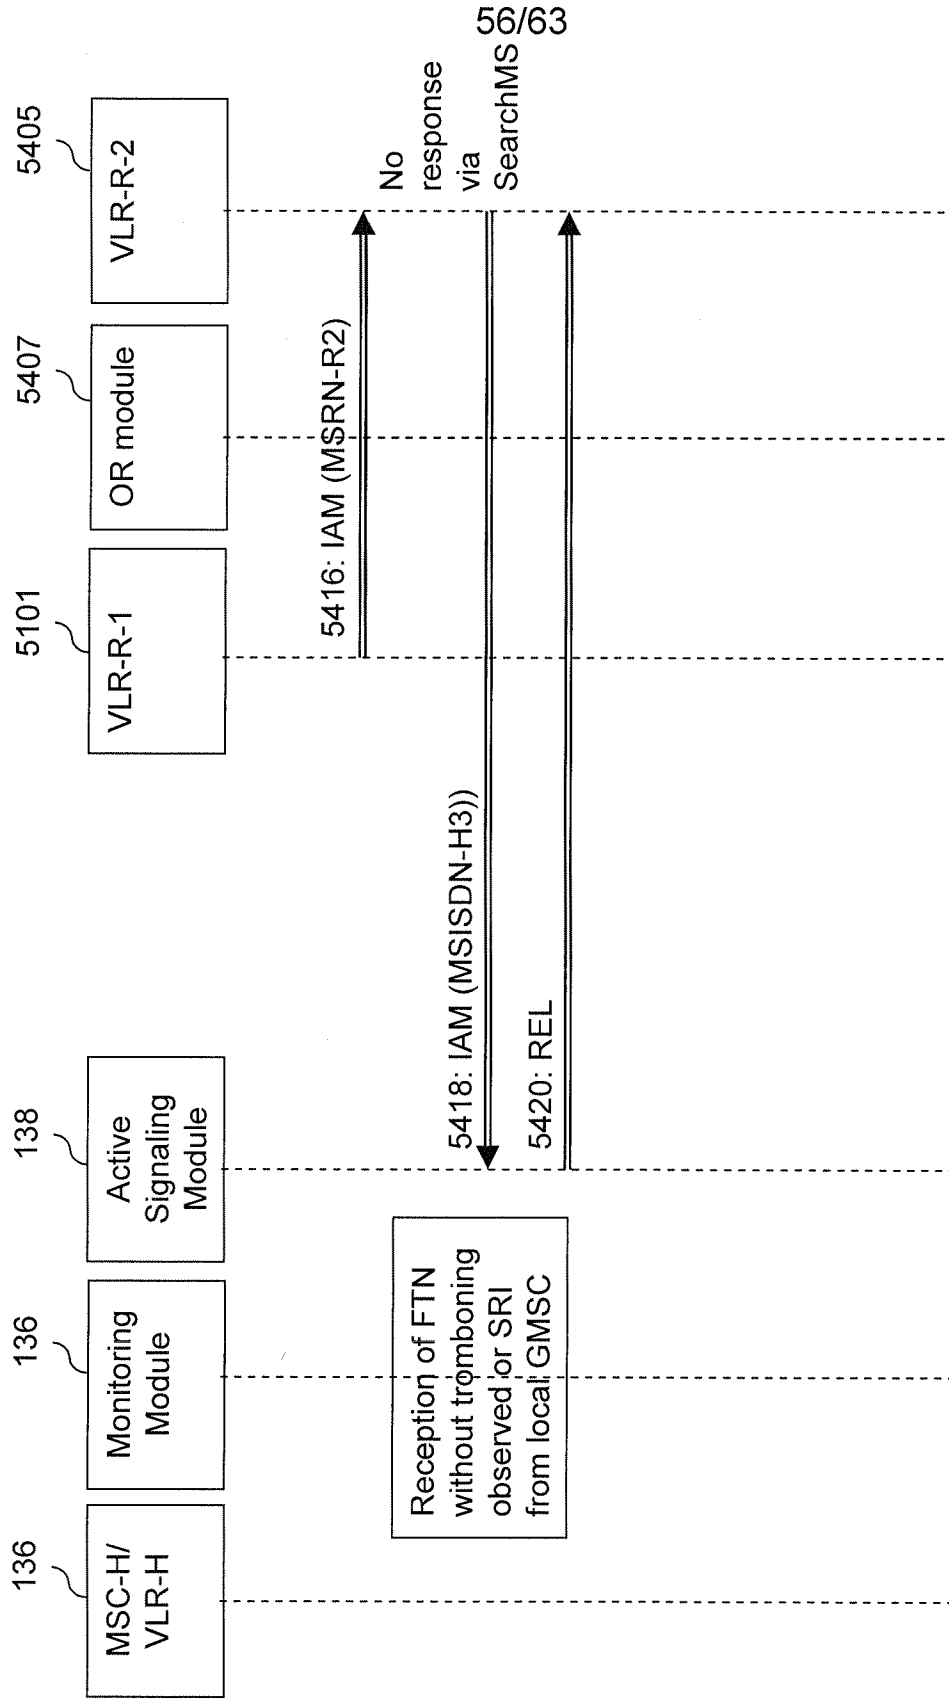 56/63
136
136
138
5101
5407
5405
MSC-H/
VLR-H
Monitoring
Module
Active
Signaling
Module
VLR-R-1
OR module
VLR-R-2
5416: IAM (MSRN-R2)
No
response
via
SearchMS
5418: IAM (MSISDN-H3))
5420: REL
Reception of FTN
without tromboning
observed or SRI
from local GMSC